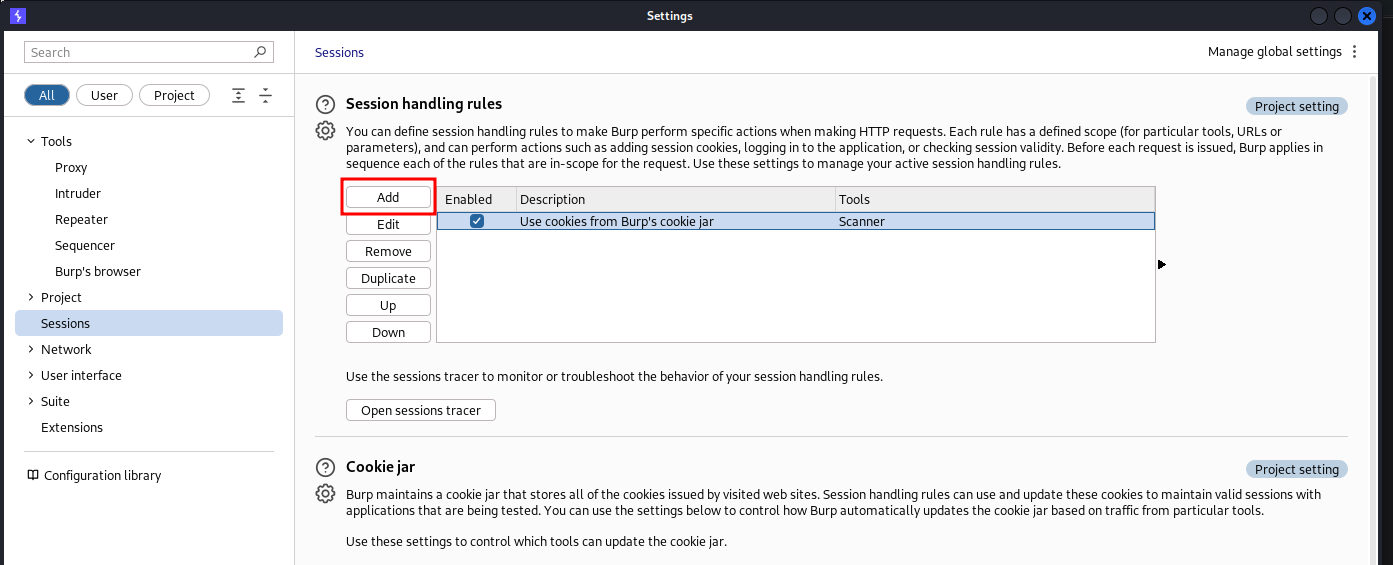 Settings
Search
All
User
Project
Tools
Proxy
Intruder
Repeater
Sequencer
Burp's browser
Project
Sessions
Network
User interface
Suite
Extensions
Configuration library
Sessions
Manage global settings
Session handling rules
Project setting
You can define session handling rules to make Burp perform specific actions when making HTTP requests. Each rule has a defined scope (for particular tools, URLs or
parameters), and can perform actions such as adding session cookies, logging in to the application, or checking session validity. Before each request is issued, Burp applies in
sequence each of the rules that are in-scope for the request. Use these settings to manage your active session handling rules.
Add
Edit
Remove
Duplicate
Up
Down
Enabled Description Tools
Use cookies from Burp's cookie jar Scanner
Use the sessions tracer to monitor or troubleshoot the behavior of your session handling rules.
Open sessions tracer
Cookie jar
Project setting
Burp maintains a cookie jar that stores all of the cookies issued by visited web sites. Session handling rules can use and update these cookies to maintain valid sessions with
applications that are being tested. You can use the settings below to control how Burp automatically updates the cookie jar based on traffic from particular tools.
Use these settings to control which tools can update the cookie jar.